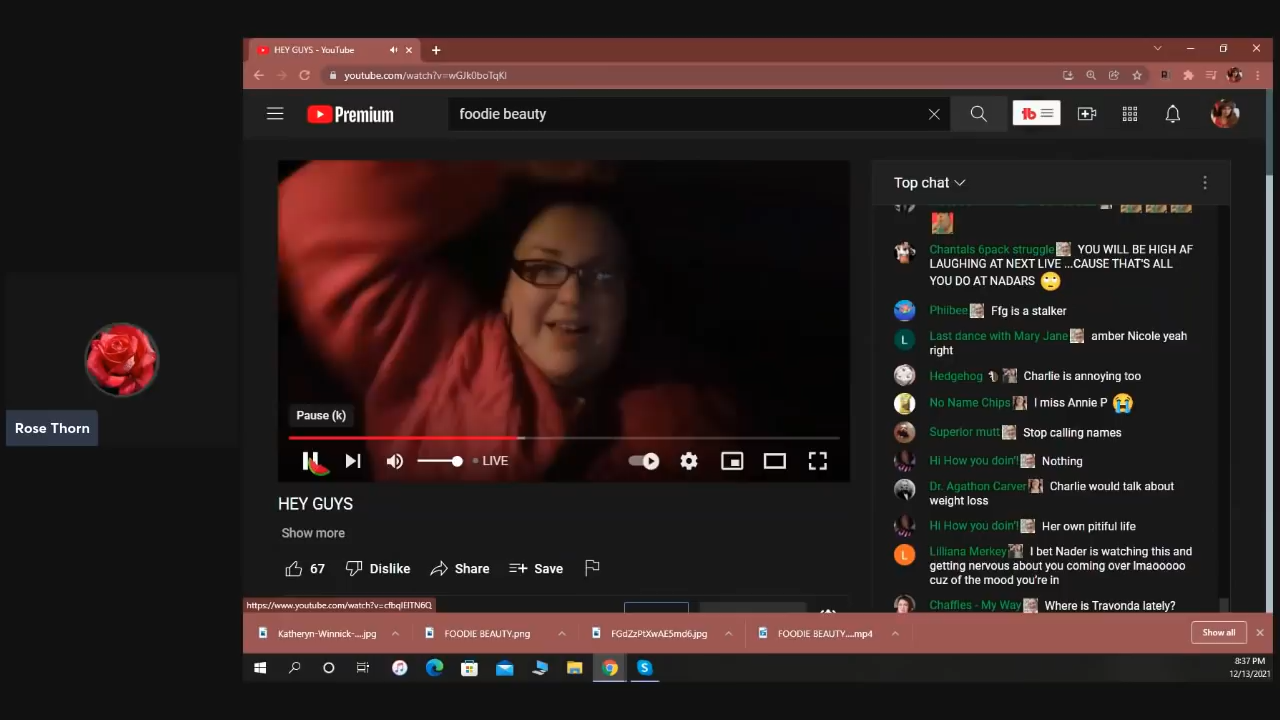 HEY GUYS - YouTube
youtube.com/watch?v=wGJk0boTqKI
Premium
foodie beauty
Top chat
Chantals 6pack struggle YOU WILL BE HIGH AF
LAUGHING AT NEXT LIVE ...CAUSE THAT'S ALL
YOU DO AT NADARS
Phiibee Ffg is a stalker
Last dance with Mary Jane amber Nicole yeah
right
Hedgehog Charlie is annoying too
No Name Chips I miss Annie P
Superior mutt Stop calling names
Hi How you doin'! Nothing
Dr. Agathon Carver Charlie would talk about
weight loss
Hi How you doin'! Her own pitiful life
Lilliana Merkey I bet Nader is watching this and
getting nervous about you coming over lmaooooo
cuz of the mood you're in
Chaffles - My Way Where is Travonda lately?
Rose Thorn
Pause (k)
LIVE
HEY GUYS
Show more
67
Dislike
Share
Save
https://www.youtube.com/watch?v=cfbqIEITN6Q
Katheryn-Winnick-....jpg
FOODIE BEAUTY.png
FGdZzPtXwAE5md6.jpg
FOODIE BEAUTY....mp4
Show all
8:37 PM
12/13/2021